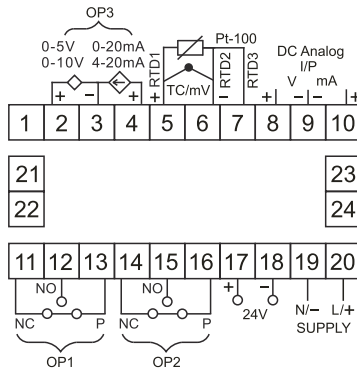 OP3
0-5V 0-20mA
0-10V 4-20mA
+ − +
RTD1
Pt-100
TC/mV
+ −
RTD2
RTD3
DC Analog
I/P
V mA
+ − +
1 2 3 4 5 6 7 8 9 10
21 23
22 24
11 12 13 14 15 16 17 18 19 20
NO NO + −
24V
NC P NC P
N/− L/+
SUPPLY
OP1 OP2